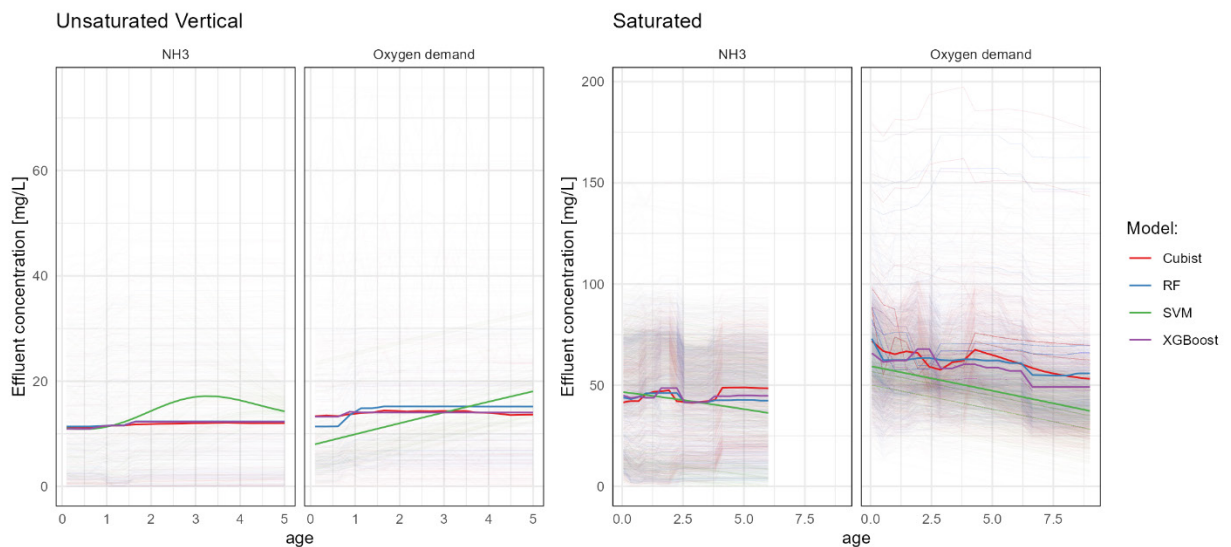 Unsaturated Vertical
NH3
Oxygen demand
Effluent concentration [mg/L]
60
40
20
0
0 1 2 3 4 5
0 1 2 3 4 5
age
Saturated
NH3
Oxygen demand
Effluent concentration [mg/L]
200
150
100
50
0
0.0 2.5 5.0 7.5
0.0 2.5 5.0 7.5
age
Model:
Cubist
RF
SVM
XGBoost